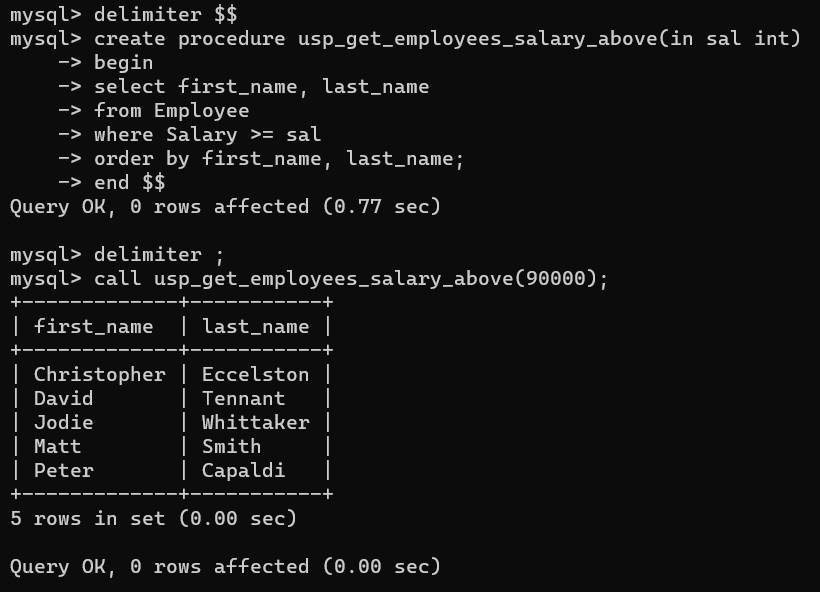 mysql> delimiter $$
mysql> create procedure usp_get_employees_salary_above(in sal int)
    -> begin
    -> select first_name, last_name
    -> from Employee
    -> where Salary >= sal
    -> order by first_name, last_name;
    -> end $$
Query OK, 0 rows affected (0.77 sec)

mysql> delimiter ;
mysql> call usp_get_employees_salary_above(90000);
+-------------+-----------+
| first_name  | last_name |
+-------------+-----------+
| Christopher | Eccelston |
| David       | Tennant   |
| Jodie       | Whittaker |
| Matt        | Smith     |
| Peter       | Capaldi   |
+-------------+-----------+
5 rows in set (0.00 sec)

Query OK, 0 rows affected (0.00 sec)